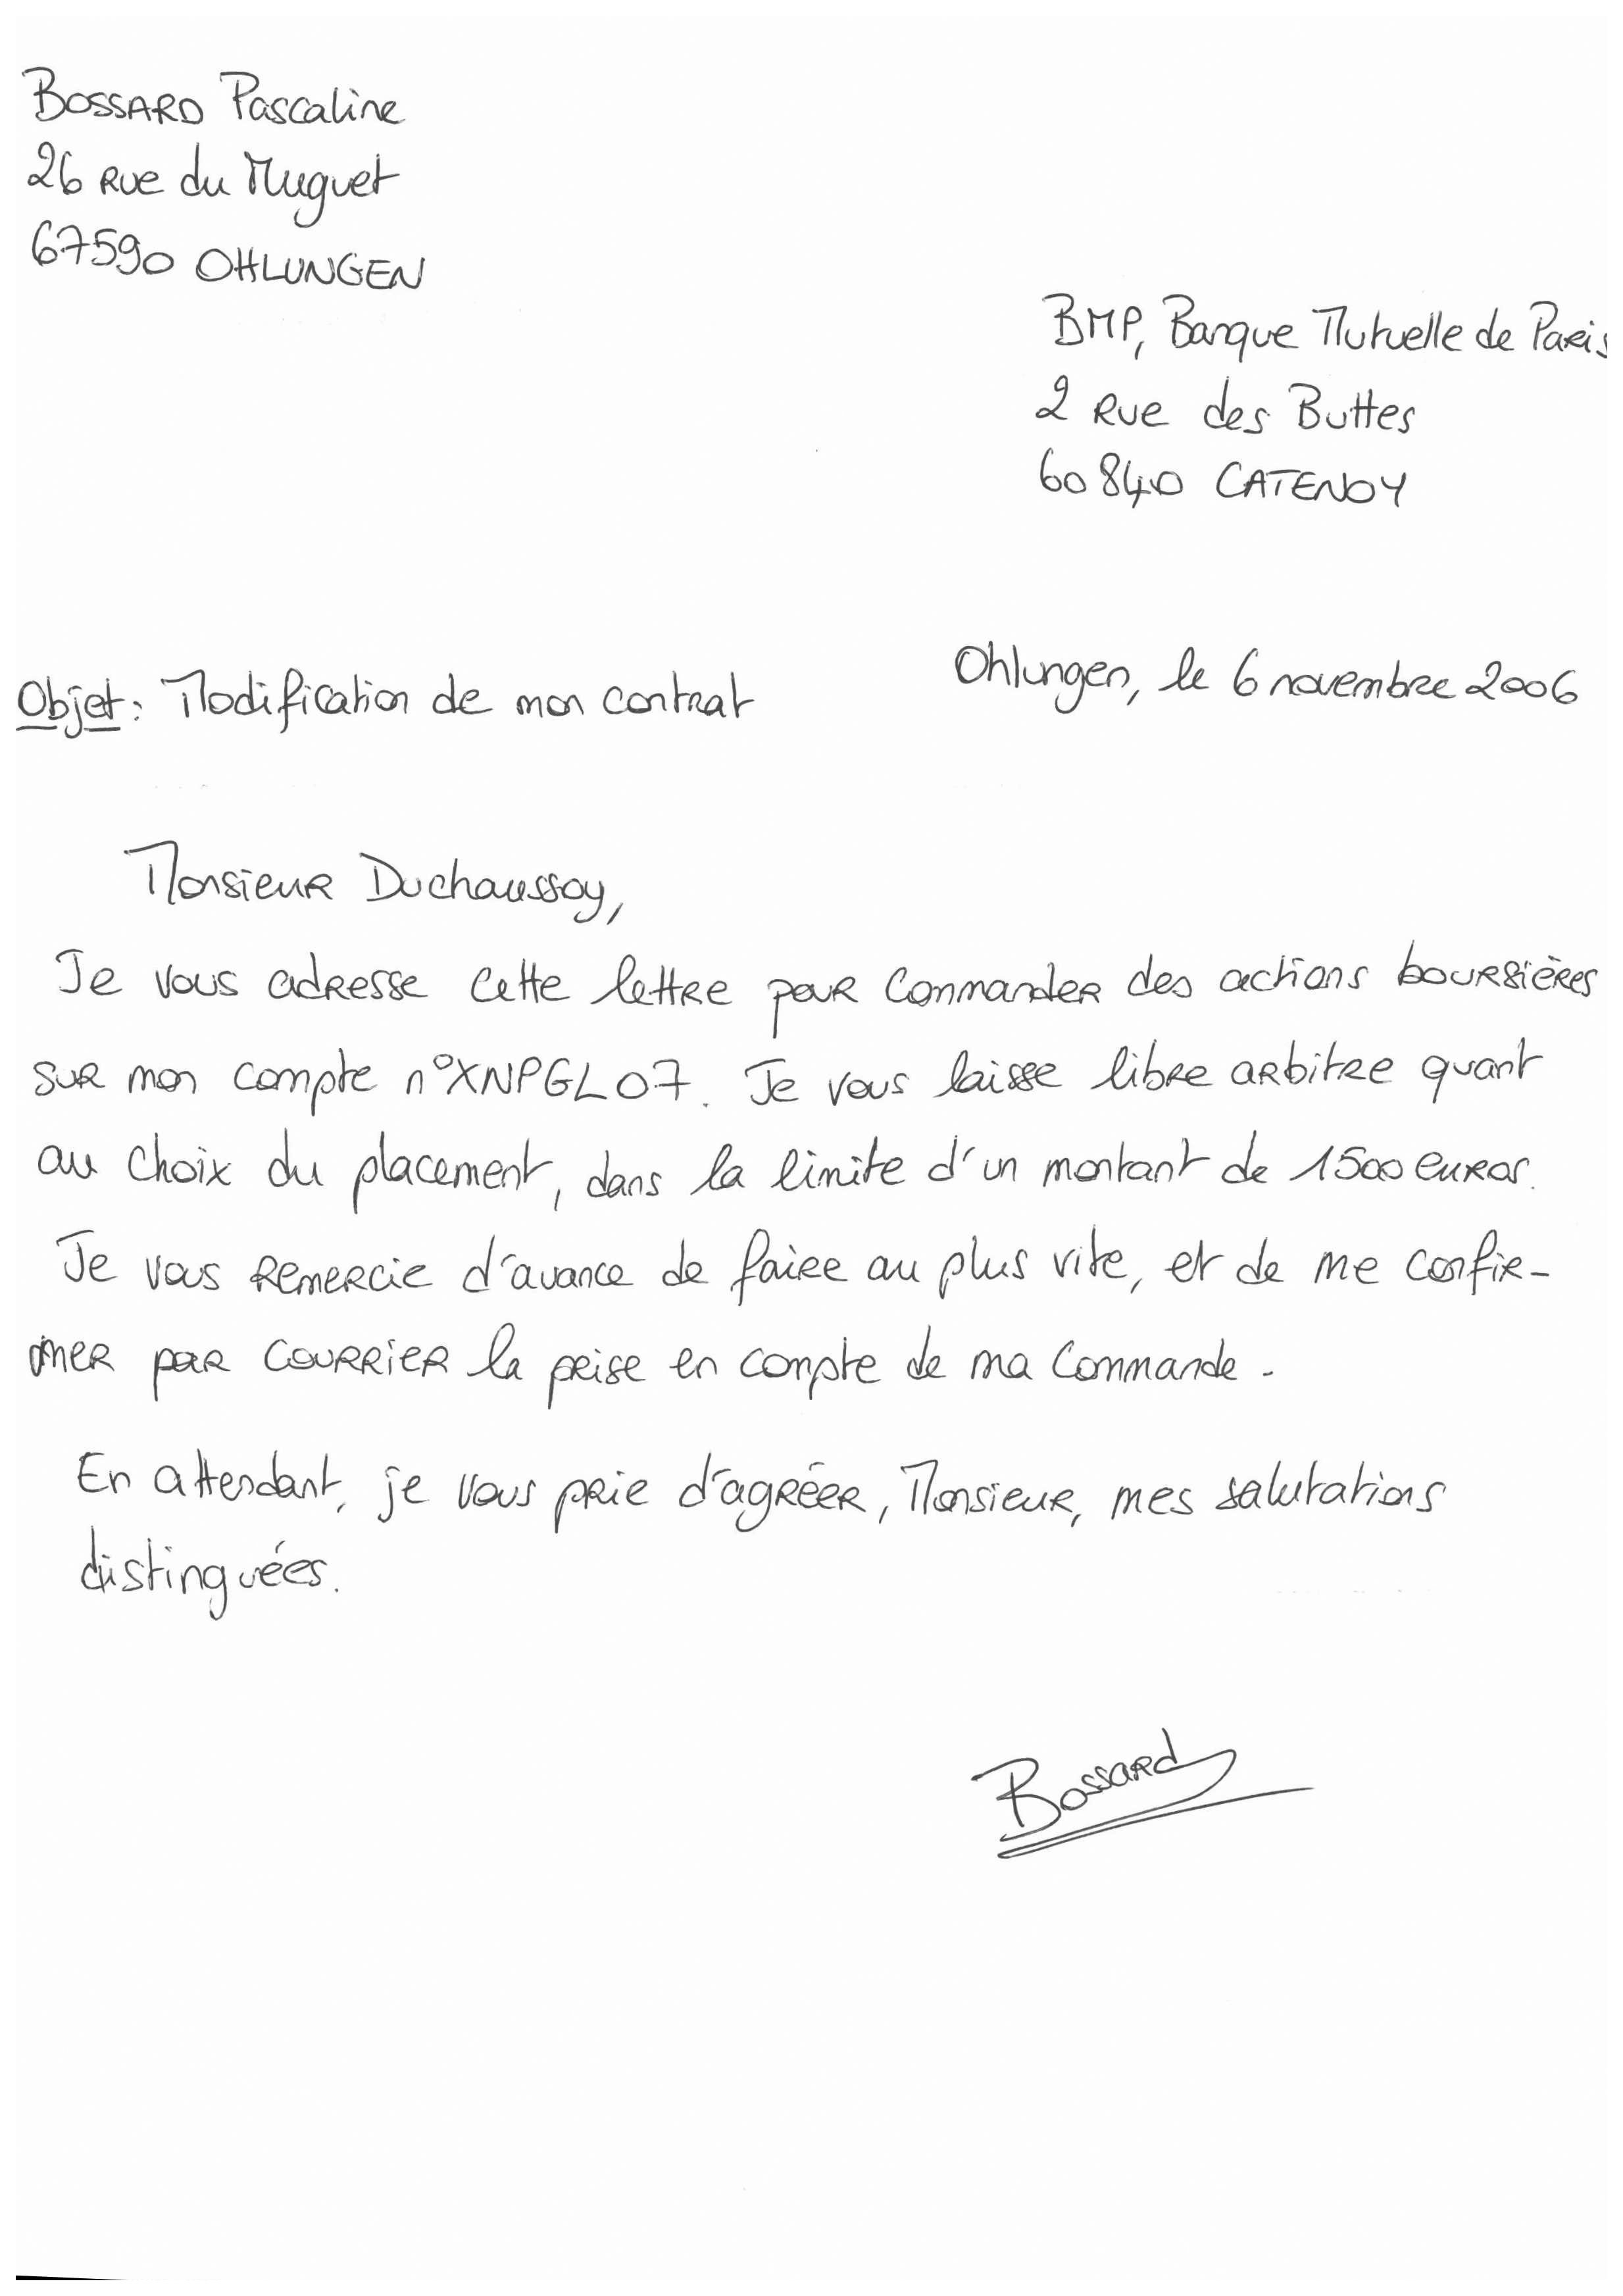 BOSSARD Pascaline
26 Rue du Muguet
67590 OHLUNGEN
BMP, Banque Mutuelle de Paris
2 Rue des Buttes
60840 CATENOY
Ohlungen, le 6 novembre 2006
Objet : Modification de mon contrat
Monsieur Duchaussoy,
Je vous adresse cette lettre pour commander des actions boursières
sur mon compte n°XNPGL07. Je vous laisse libre arbitre quant
au choix du placement, dans la limite d'un montant de 1500 euros.
Je vous remercie d'avance de faire au plus vite, et de me confir-
mer par courrier la prise en compte de ma commande.
En attendant, je vous prie d'agréer, Monsieur, mes salutations
distinguées.
Bossard